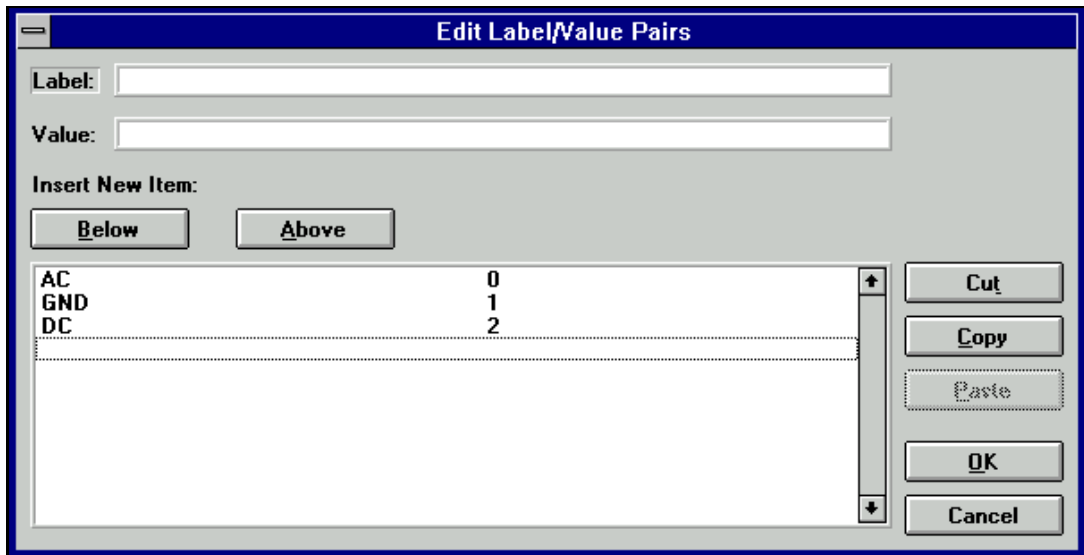 Edit Label/Value Pairs
Label:
Value:
Insert New Item:
Below Above
AC 0
GND 1
DC 2
Cut
Copy
Paste
OK
Cancel